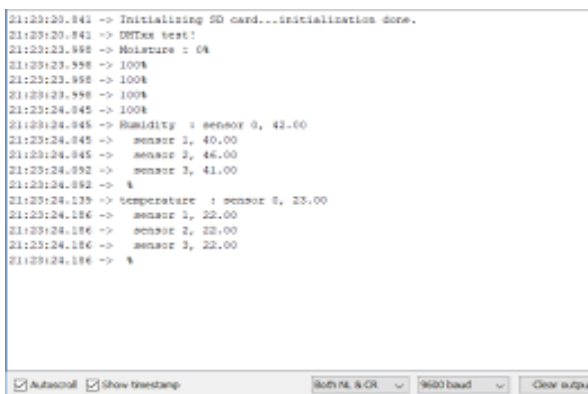 21:23:20.841 -> Initializing SD card...initialization done.
21:23:20.841 -> DHTxx test!
21:23:23.998 -> Moisture : 0%
21:23:23.998 -> 100%
21:23:23.998 -> 100%
21:23:23.998 -> 100%
21:23:24.045 -> 100%
21:23:24.045 -> Humidity : sensor 0, 42.00
21:23:24.045 -> sensor 1, 40.00
21:23:24.045 -> sensor 2, 46.00
21:23:24.092 -> sensor 3, 41.00
21:23:24.092 -> %
21:23:24.139 -> temperature : sensor 0, 23.00
21:23:24.186 -> sensor 1, 22.00
21:23:24.186 -> sensor 2, 22.00
21:23:24.186 -> sensor 3, 22.00
21:23:24.186 -> %
Autoscroll Show timestamp Both NL & CR 9600 baud Clear outpu